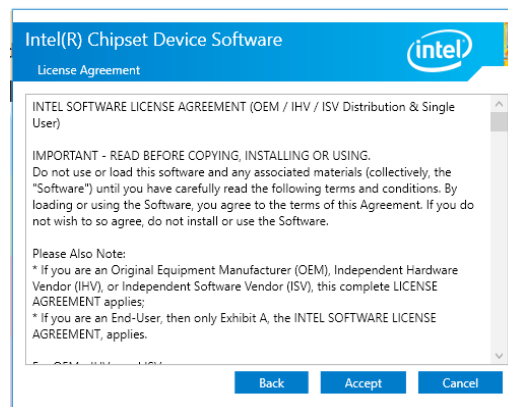 Intel(R) Chipset Device Software
intel
License Agreement
INTEL SOFTWARE LICENSE AGREEMENT (OEM / IHV / ISV Distribution & Single
User)
IMPORTANT - READ BEFORE COPYING, INSTALLING OR USING.
Do not use or load this software and any associated materials (collectively, the
"Software") until you have carefully read the following terms and conditions. By
loading or using the Software, you agree to the terms of this Agreement. If you do
not wish to so agree, do not install or use the Software.
Please Also Note:
* If you are an Original Equipment Manufacturer (OEM), Independent Hardware
Vendor (IHV), or Independent Software Vendor (ISV), this complete LICENSE
AGREEMENT applies;
* If you are an End-User, then only Exhibit A, the INTEL SOFTWARE LICENSE
AGREEMENT, applies.
Back
Accept
Cancel